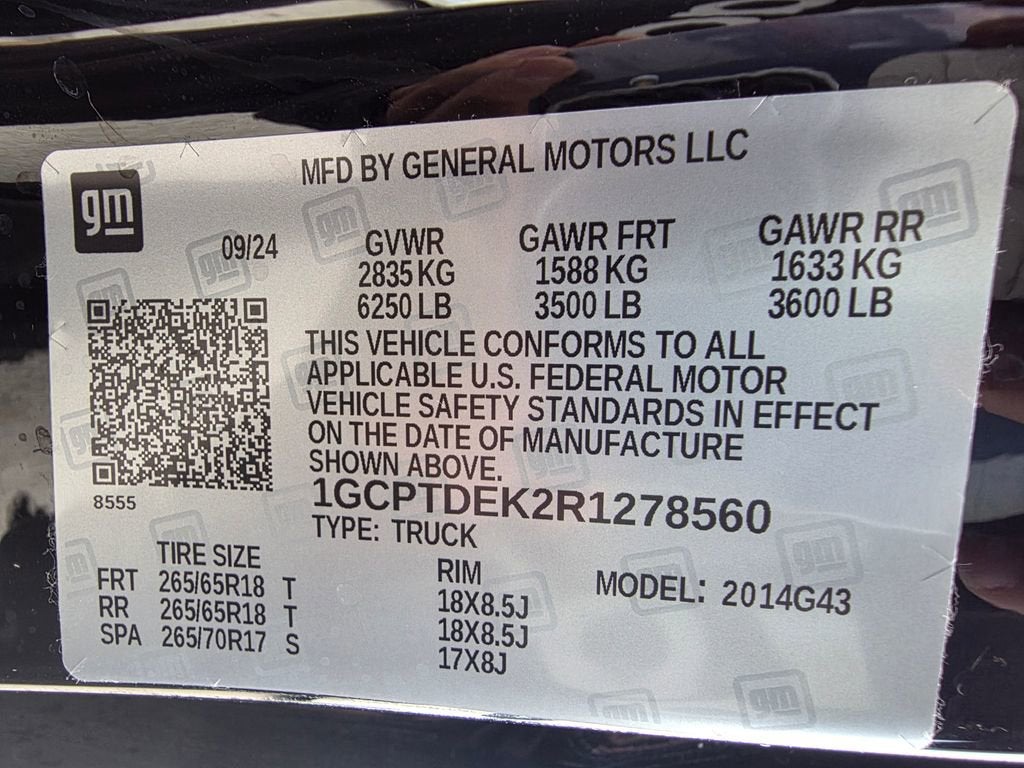 MFD BY GENERAL MOTORS LLC
gm
09/24
GVWR GAWR FRT GAWR RR
2835 KG 1588 KG 1633 KG
6250 LB 3500 LB 3600 LB
THIS VEHICLE CONFORMS TO ALL
APPLICABLE U.S. FEDERAL MOTOR
VEHICLE SAFETY STANDARDS IN EFFECT
ON THE DATE OF MANUFACTURE
SHOWN ABOVE.
8555
1GCPTDEK2R1278560
TYPE: TRUCK
TIRE SIZE RIM MODEL: 2014G43
FRT 265/65R18 T 18X8.5J
RR 265/65R18 T 18X8.5J
SPA 265/70R17 S 17X8J